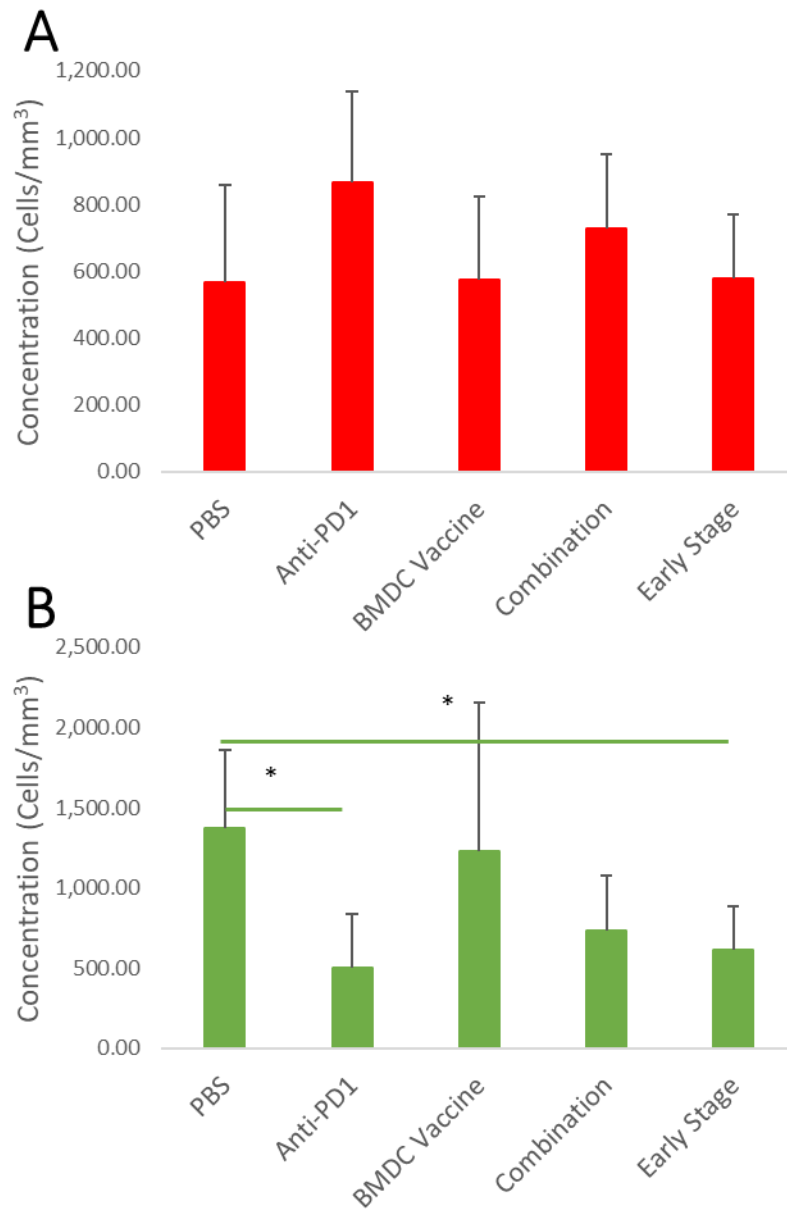 A
Concentration (Cells/mm³)
1,200.00
1,000.00
800.00
600.00
400.00
200.00
0.00
PBS
Anti-PD1
BMDC Vaccine
Combination
Early Stage
B
Concentration (Cells/mm³)
2,500.00
2,000.00
1,500.00
1,000.00
500.00
0.00
*
*
PBS
Anti-PD1
BMDC Vaccine
Combination
Early Stage